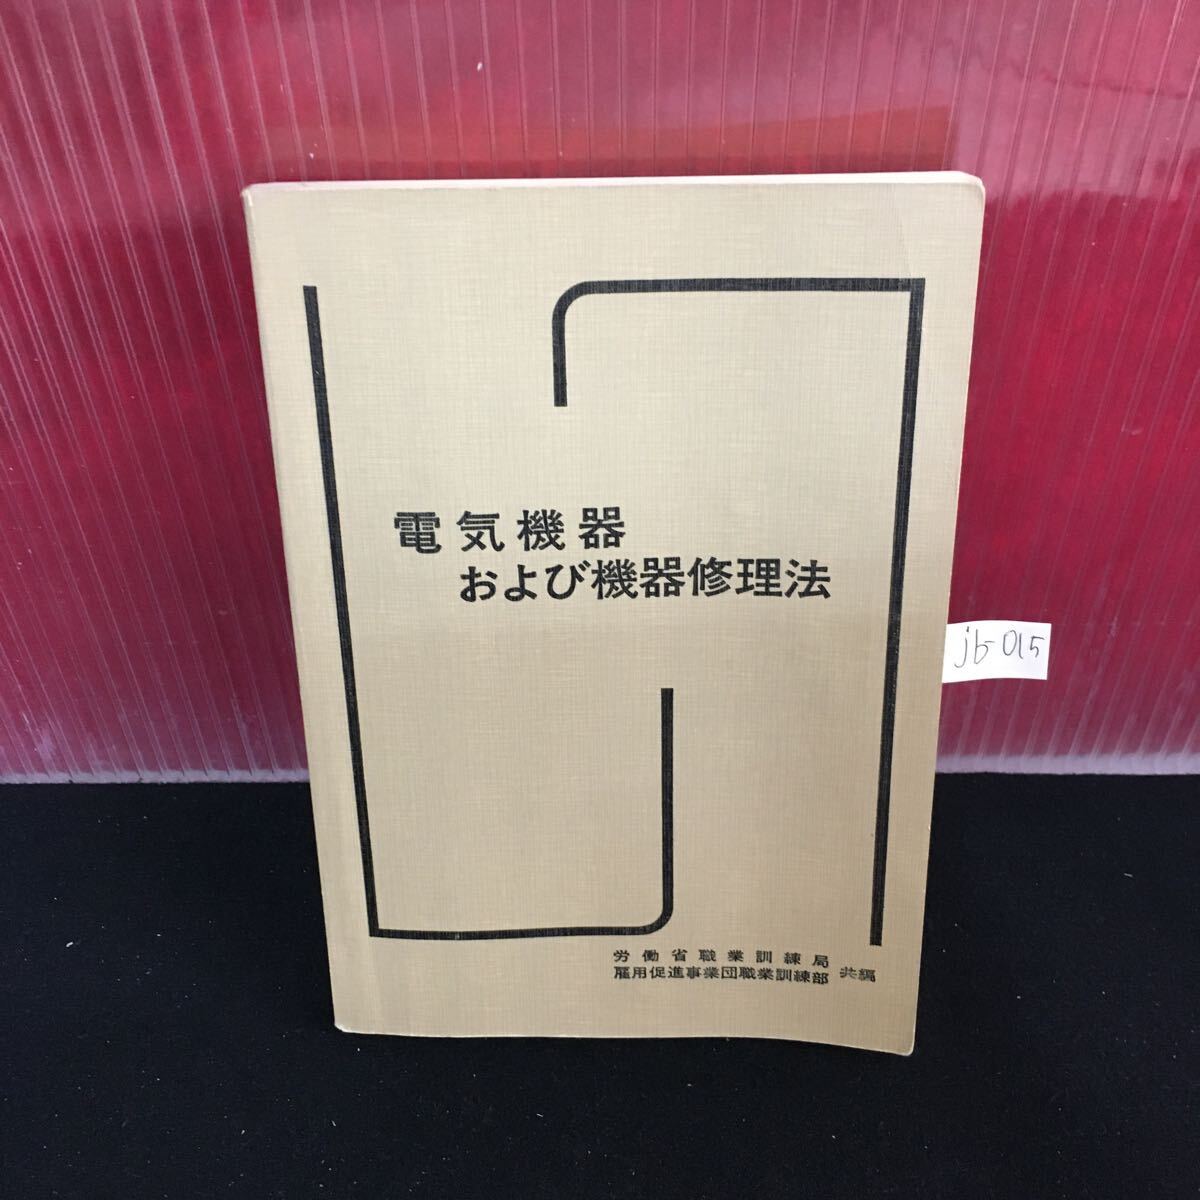 電気機器
および機器修理法
jb-015
労働省職業訓練局
雇用促進事業団職業訓練部 共編